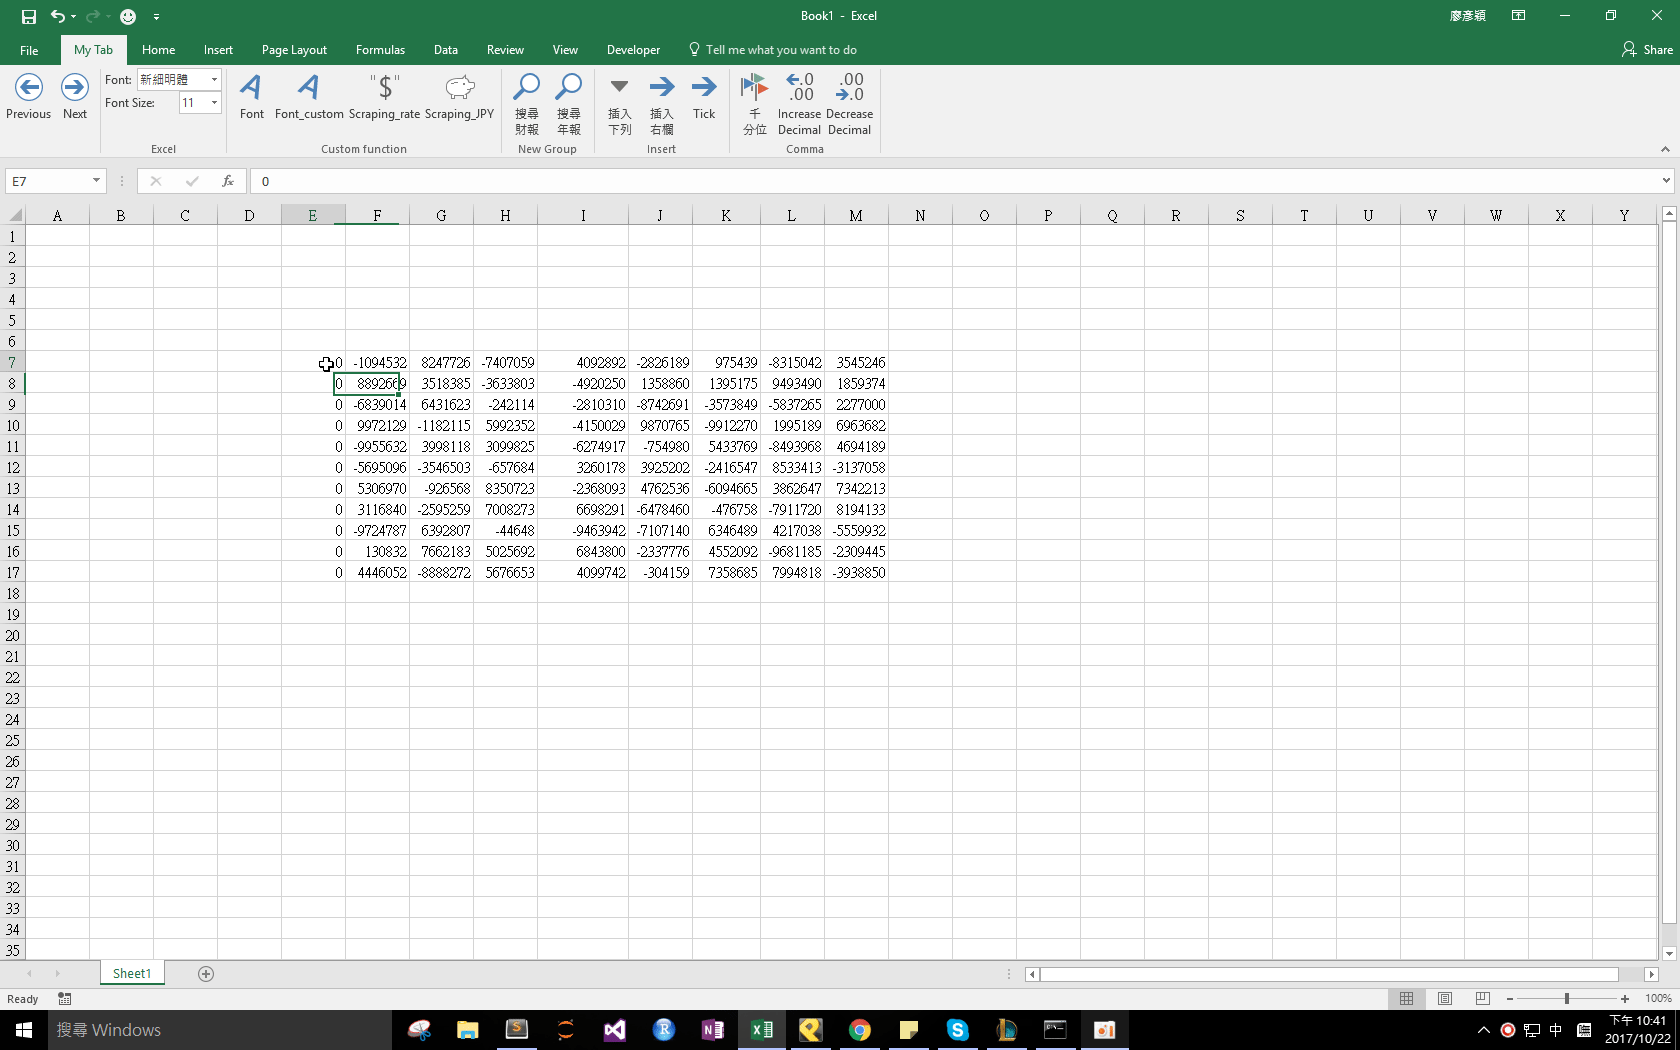 Book1 - Excel
廖彥穎
File My Tab Home Insert Page Layout Formulas Data Review View Developer Tell me what you want to do Share
Previous Next
Font: 新細明體
Font Size: 11
Excel
Font Font_custom Scraping_rate Scraping_JPY
Custom function
搜尋財報 搜尋年報
New Group
插入下列 插入右欄 Tick
Insert
千分位 Increase Decimal Decrease Decimal
Comma
E7 fx 0
A B C D E F G H I J K L M N O P Q R S T U V W X Y
1
2
3
4
5
6
7 0 -1094532 8247726 -7407059 4092892 -2826189 975439 -8315042 3545246
8 0 8892669 3518385 -3633803 -4920250 1358860 1395175 9493490 1859374
9 0 -6839014 6431623 -242114 -2810310 -8742691 -3573849 -5837265 2277000
10 0 9972129 -1182115 5992352 -4150029 9870765 -9912270 1995189 6963682
11 0 -9955632 3998118 3099825 -6274917 -754980 5433769 -8493968 4694189
12 0 -5695096 -3546503 -657684 3260178 3925202 -2416547 8533413 -3137058
13 0 5306970 -926568 8350723 -2368093 4762536 -6094665 3862647 7342213
14 0 3116840 -2595259 7008273 6698291 -6478460 -476758 -7911720 8194133
15 0 -9724787 6392807 -44648 -9463942 -7107140 6346489 4217038 -5559932
16 0 130832 7662183 5025692 6843800 -2337776 4552092 -9681185 -2309445
17 0 4446052 -8888272 5676653 4099742 -304159 7358685 7994818 -3938850
18
19
20
21
22
23
24
25
26
27
28
29
30
31
32
33
34
35
Sheet1
Ready 100%
搜尋 Windows
中
下午 10:41
2017/10/22